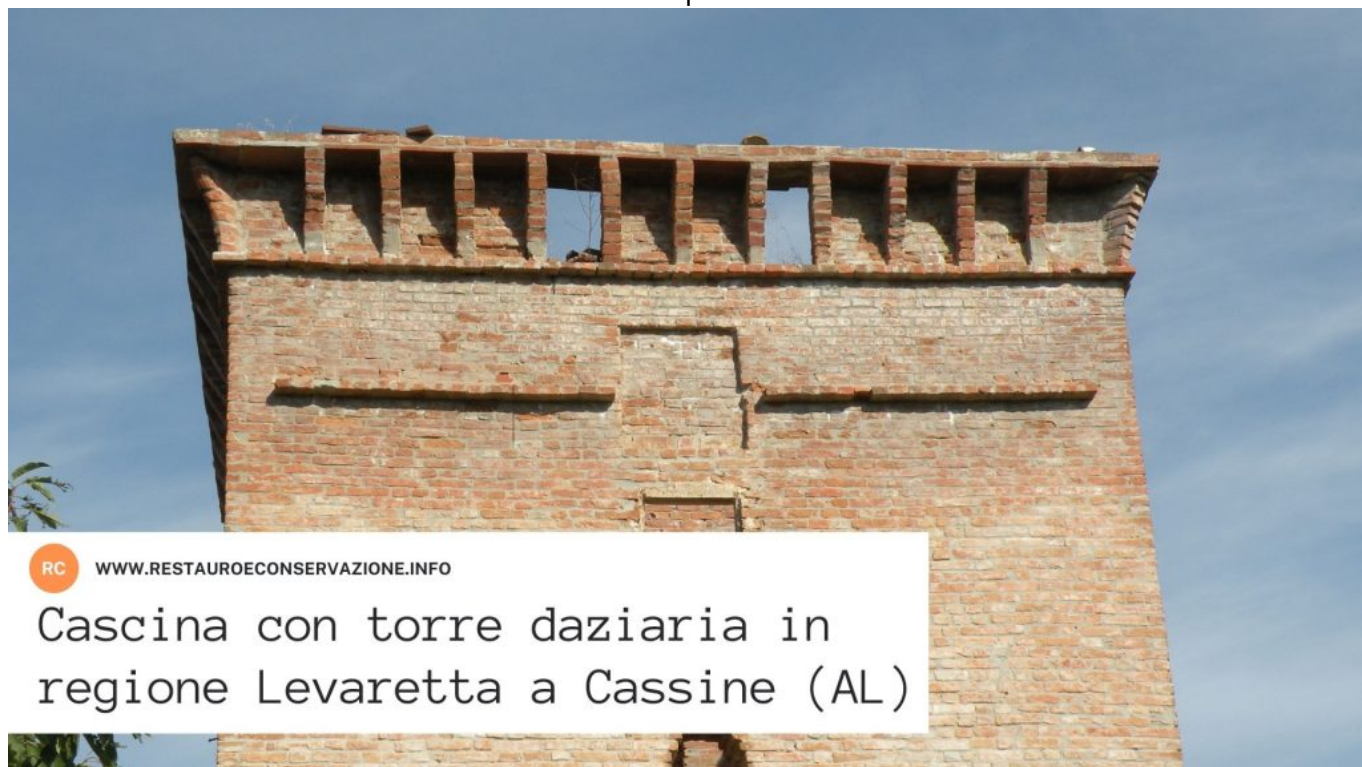 RC WWW.RESTAUROECONSERVAZIONE.INFO
Cascina con torre daziaria in
regione Levaretta a Cassine (AL)